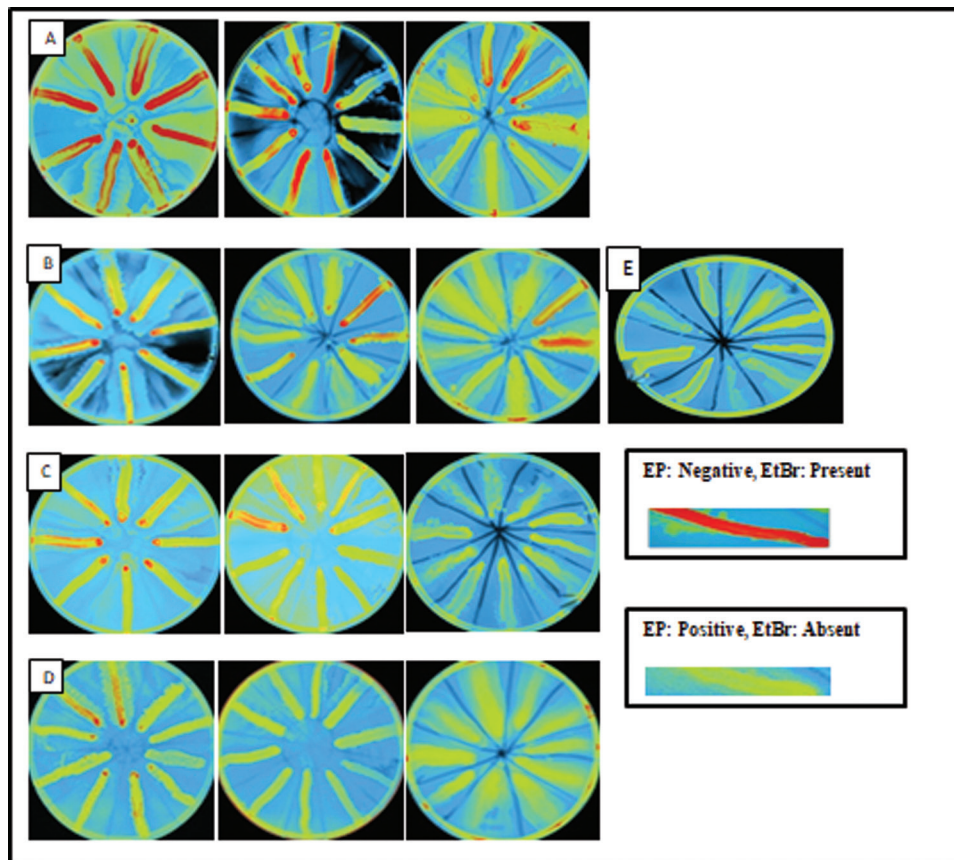 A
B
E
C
EP: Negative, EtBr: Present
EP: Positive, EtBr: Absent
D